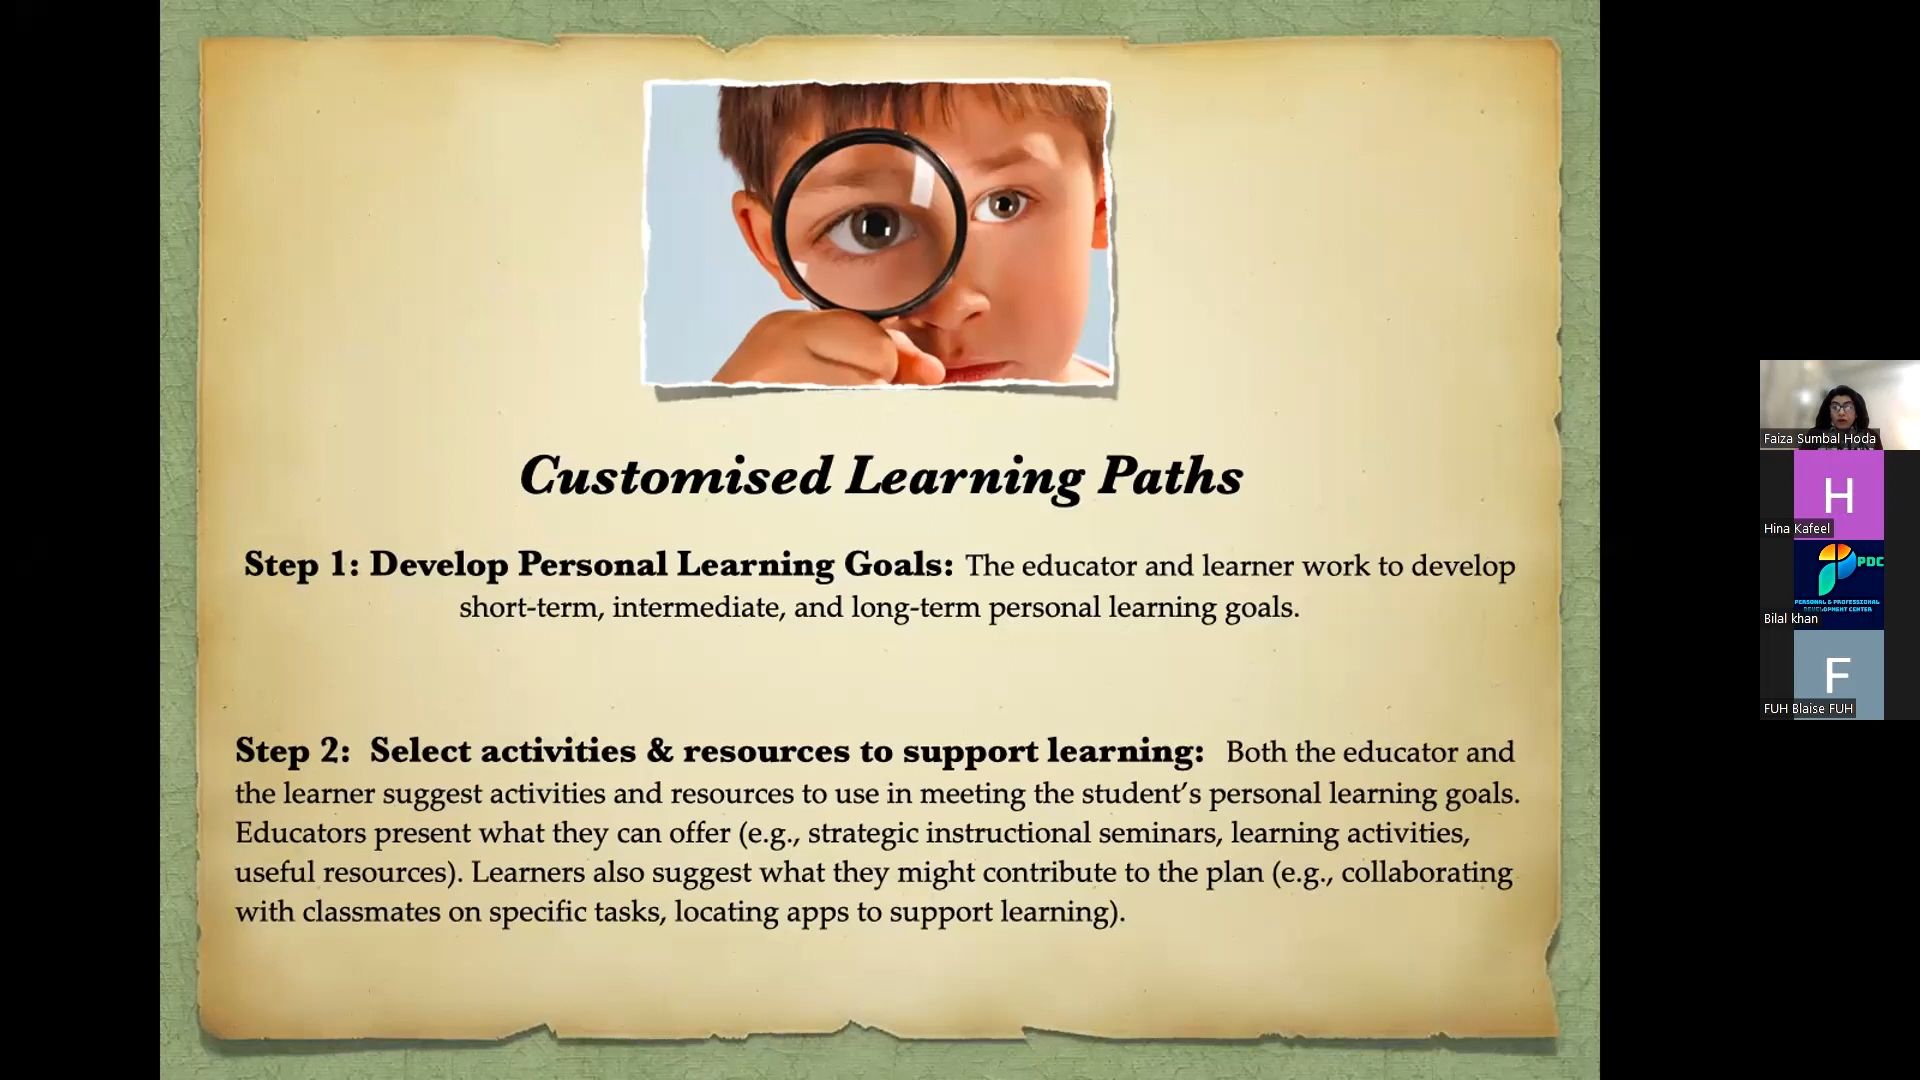 Customised Learning Paths
Step 1: Develop Personal Learning Goals: The educator and learner work to develop
short-term, intermediate, and long-term personal learning goals.
Step 2:  Select activities & resources to support learning:  Both the educator and
the learner suggest activities and resources to use in meeting the student’s personal learning goals.
Educators present what they can offer (e.g., strategic instructional seminars, learning activities,
useful resources). Learners also suggest what they might contribute to the plan (e.g., collaborating
with classmates on specific tasks, locating apps to support learning).
Faiza Sumbal Hoda
H
Hina Kafeel
PDC
PERSONAL & PROFESSIONAL
DEVELOPMENT CENTER
Bilal khan
F
FUH Blaise FUH